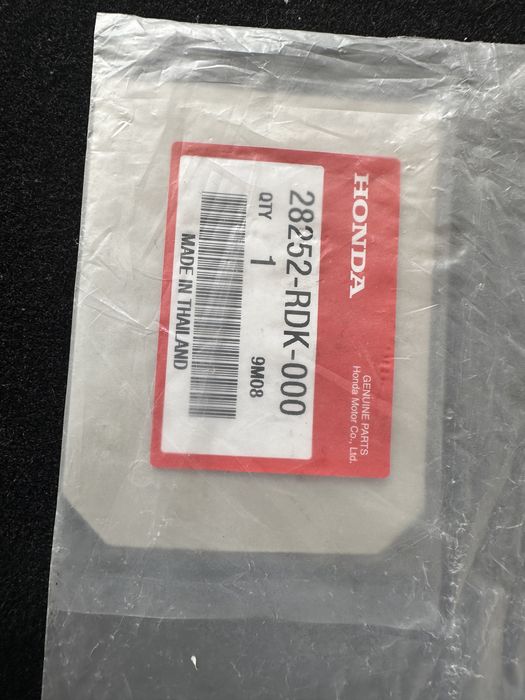 HONDA
GENUINE PARTS
Honda Motor Co., Ltd.
28252-RDK-000
QTY 1 9M08
MADE IN THAILAND